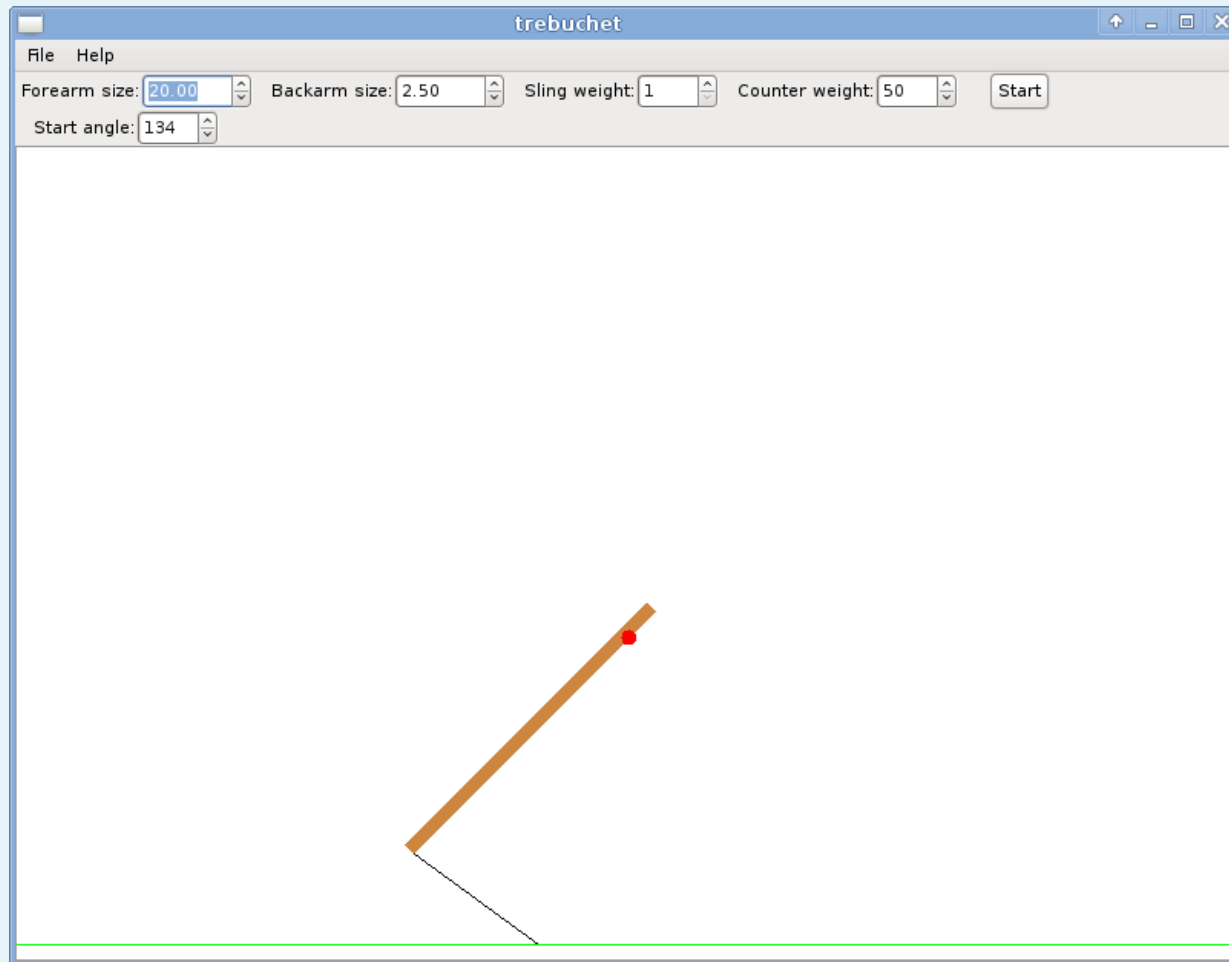 trebuchet
File Help
Forearm size: 20.00 Backarm size: 2.50 Sling weight: 1 Counter weight: 50 Start
Start angle: 134